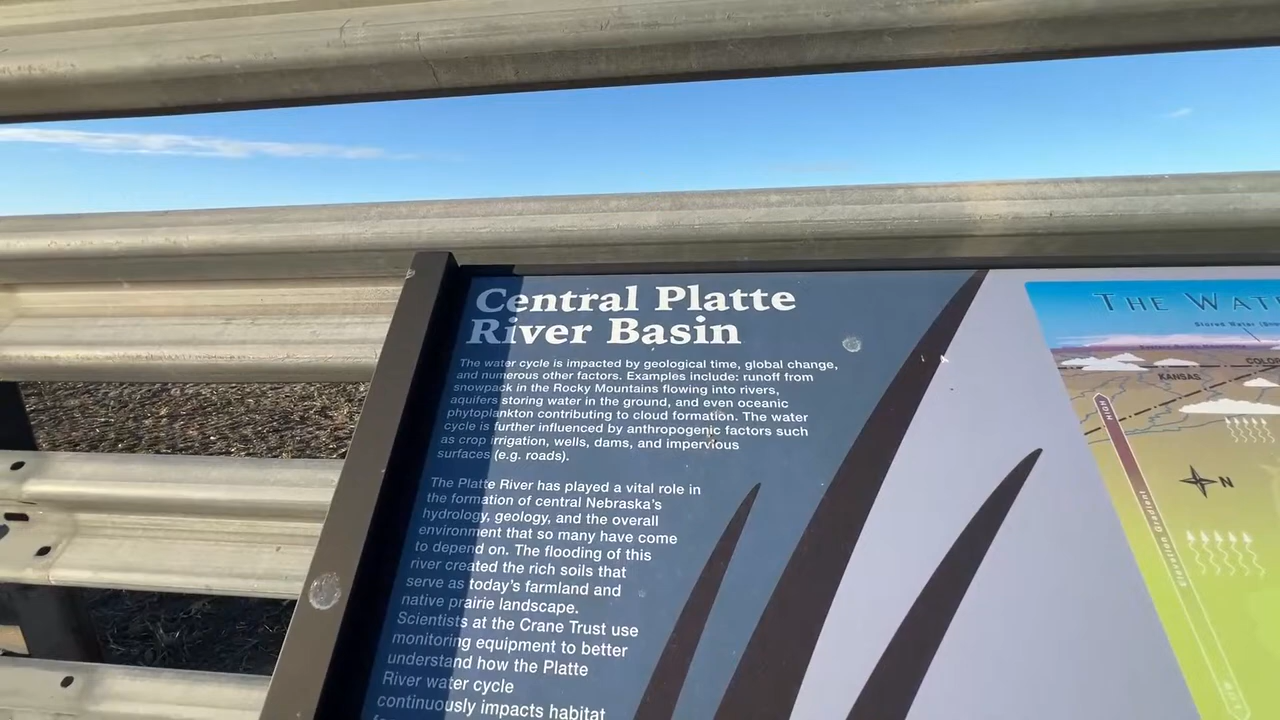 Central Platte
River Basin
The water cycle is impacted by geological time, global change,
and numerous other factors. Examples include: runoff from
snowpack in the Rocky Mountains flowing into rivers,
aquifers storing water in the ground, and even oceanic
phytoplankton contributing to cloud formation. The water
cycle is further influenced by anthropogenic factors such
as crop irrigation, wells, dams, and impervious
surfaces (e.g. roads).
The Platte River has played a vital role in
the formation of central Nebraska's
hydrology, geology, and the overall
environment that so many have come
to depend on. The flooding of this
river created the rich soils that
serve as today's farmland and
native prairie landscape.
Scientists at the Crane Trust use
monitoring equipment to better
understand how the Platte
River water cycle
continuously impacts habitat
THE WAT
Stored Water
COLO
KANSAS
HIGH
N
Elevation Gradient